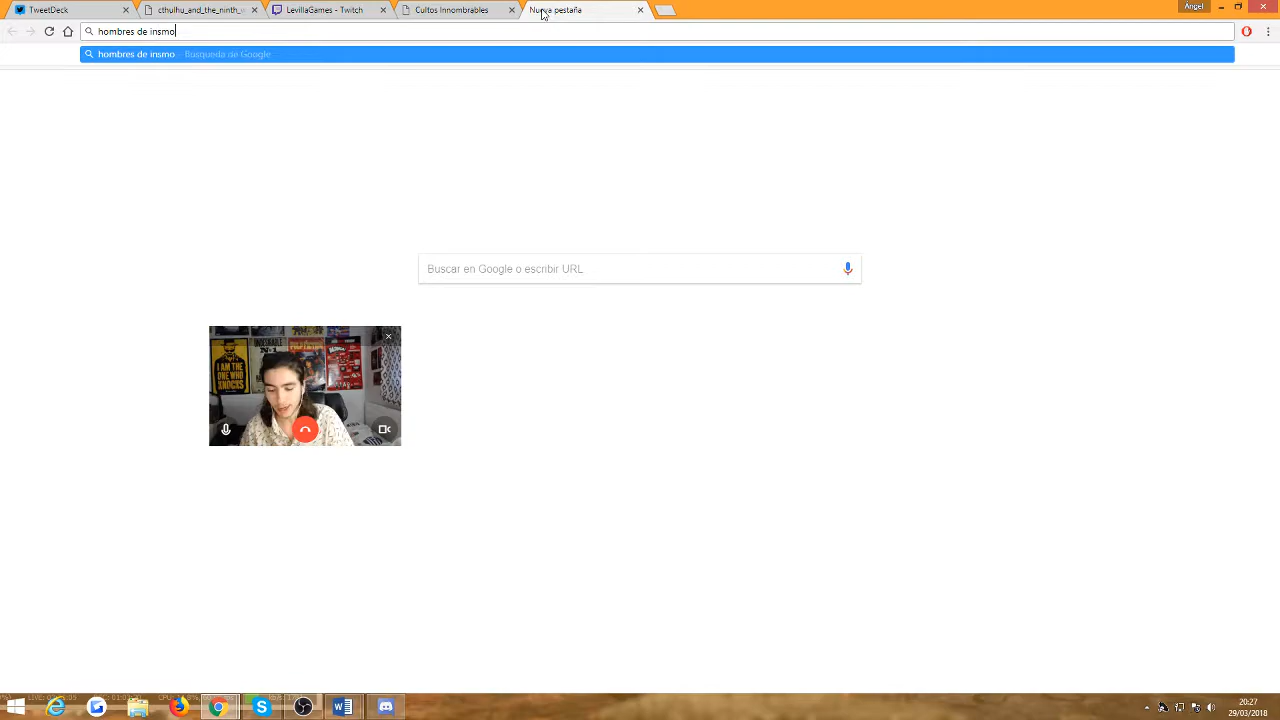 TweetDeck
cthulhu_and_the_ninth_w
LevillaGames - Twitch
Cultos Innombrables
Nueva pestaña
Angel
hombres de insmo
hombres de insmo - Búsqueda de Google
Buscar en Google o escribir URL
I AM THE ONE WHO KNOCKS
20:27
29/03/2018